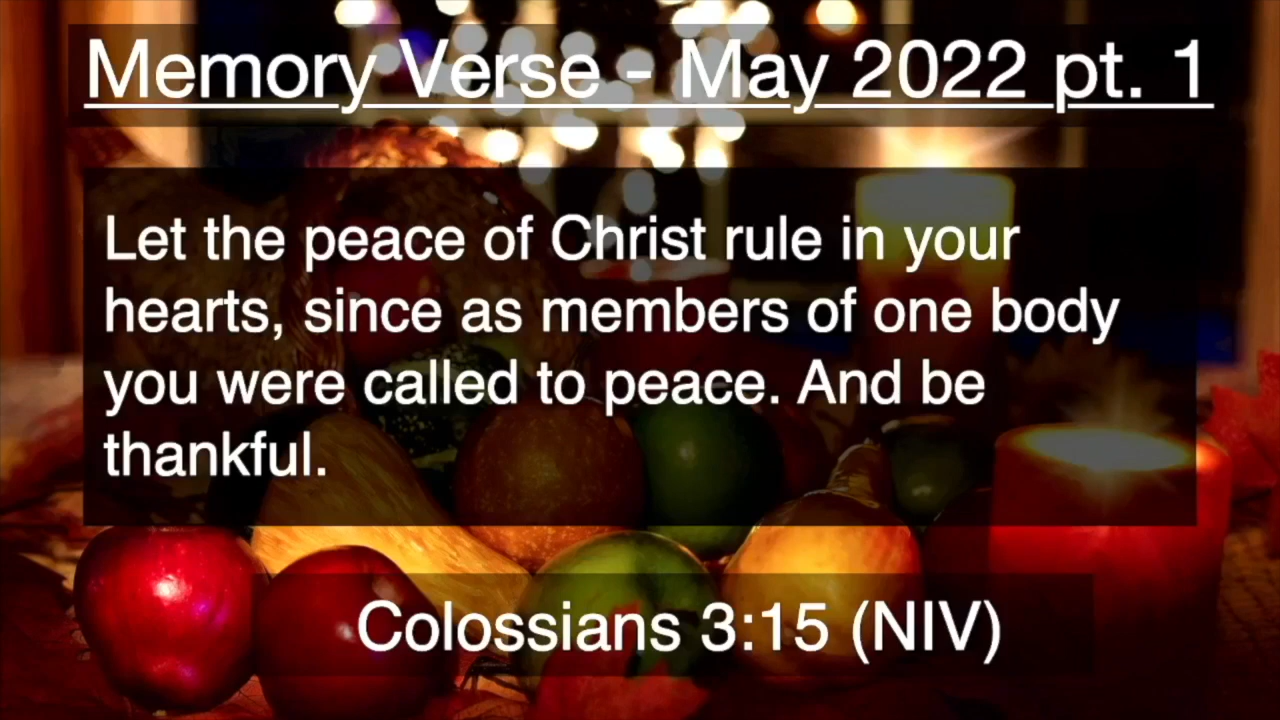 Memory Verse - May 2022 pt. 1
Let the peace of Christ rule in your
hearts, since as members of one body
you were called to peace. And be
thankful.
Colossians 3:15 (NIV)